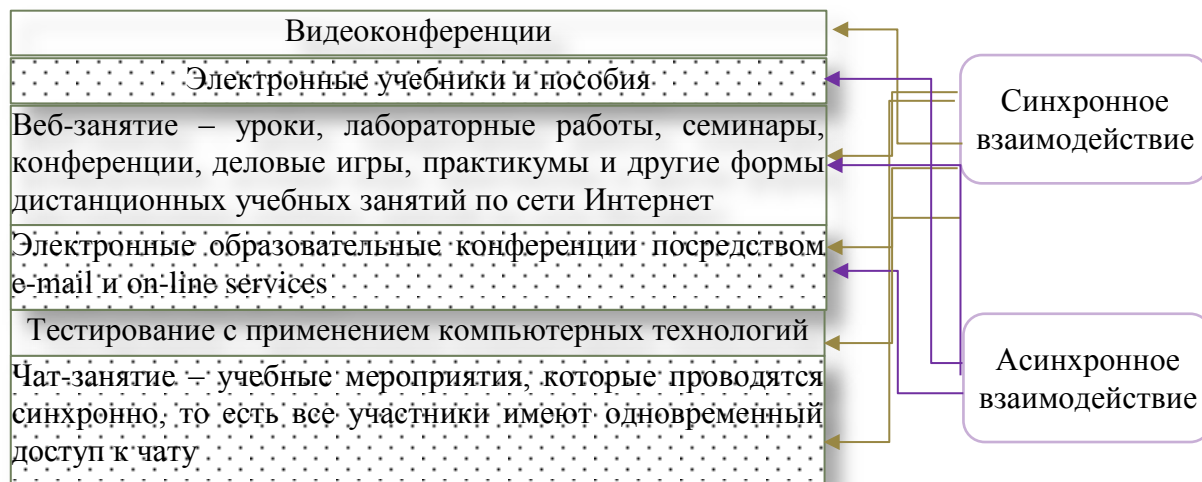 Видеоконференции
Электронные учебники и пособия
Веб-занятие – уроки, лабораторные работы, семинары,
конференции, деловые игры, практикумы и другие формы
дистанционных учебных занятий по сети Интернет
Электронные образовательные конференции посредством
e-mail и on-line services
Тестирование с применением компьютерных технологий
Чат-занятие – учебные мероприятия, которые проводятся
синхронно, то есть все участники имеют одновременный
доступ к чату
Синхронное
взаимодействие
Асинхронное
взаимодействие